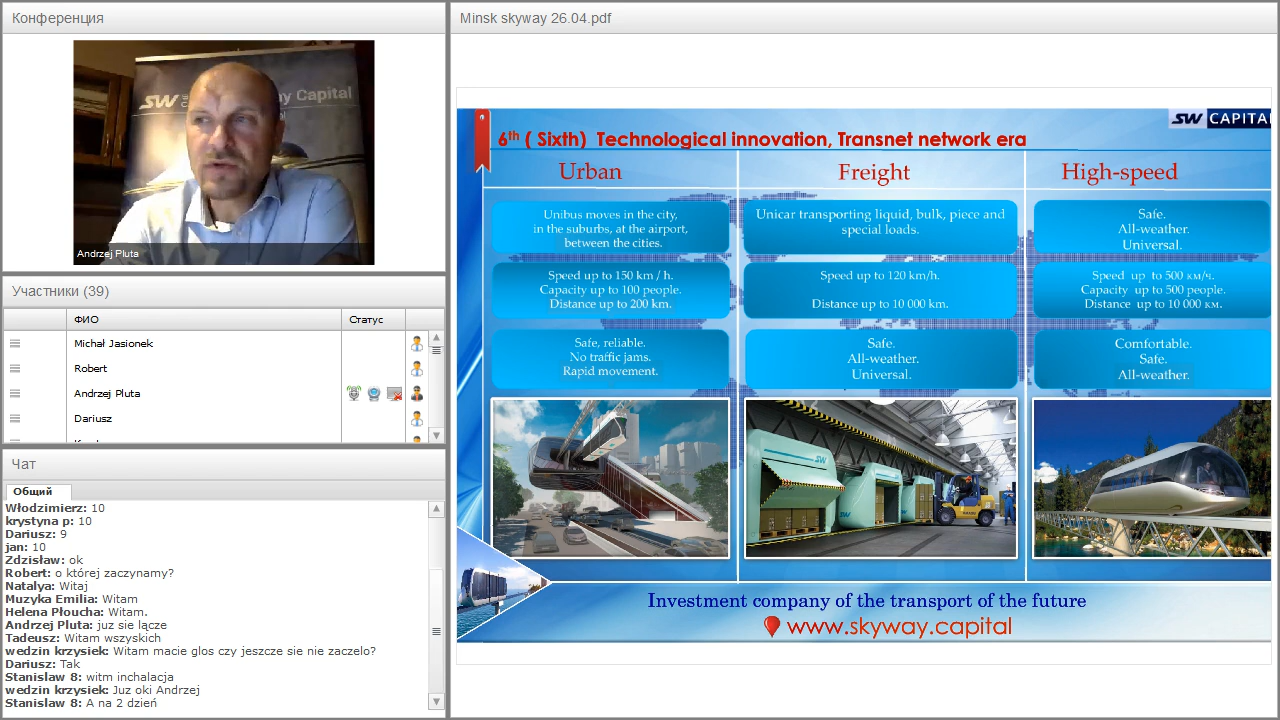 Конференция
SW
y Capital
Andrzej Pluta
Участники (39)
ФИО
Статус
Michał Jasionek
Robert
Andrzej Pluta
Dariusz
Чат
Общий
Włodzimierz: 10
krystyna p: 10
Dariusz: 9
jan: 10
Zdzisław: ok
Robert: o której zaczynamy?
Natalya: Witaj
Muzyka Emilia: Witam
Helena Płoucha: Witam.
Andrzej Pluta: juz sie lącze
Tadeusz: Witam wszyskich
wedzin krzysiek: Witam macie glos czy jeszcze sie nie zaczelo?
Dariusz: Tak
Stanislaw 8: witm inchalacja
wedzin krzysiek: Juz oki Andrzej
Stanislaw 8: A na 2 dzień
Minsk skyway 26.04.pdf
SW CAPITAL
6th ( Sixth) Technological innovation, Transnet network era
Urban
Unibus moves in the city,
in the suburbs, at the airport,
between the cities.
Speed up to 150 km / h.
Capacity up to 100 people.
Distance up to 200 km.
Safe, reliable.
No traffic jams.
Rapid movement.
Freight
Unicar transporting liquid, bulk, piece and
special loads.
Speed up to 120 km/h.
Distance up to 10 000 km.
Safe.
All-weather.
Universal.
SW
SW
High-speed
Safe.
All-weather.
Universal.
Speed up to 500 км/ч.
Capacity up to 500 people.
Distance up to 10 000 км.
Comfortable.
Safe.
All-weather.
Investment company of the transport of the future
www.skyway.capital